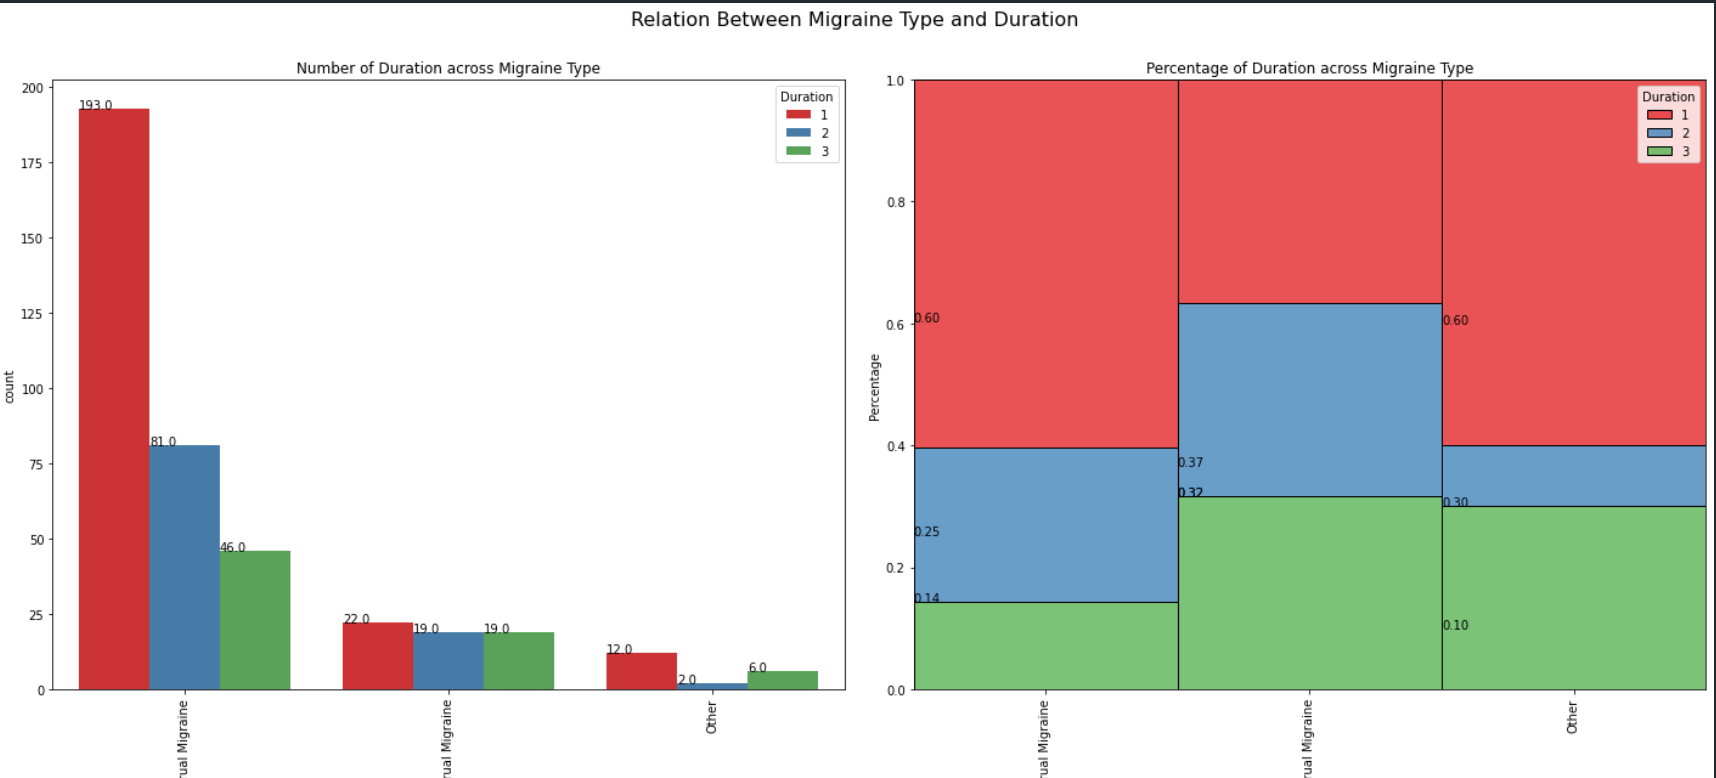 Relation Between Migraine Type and Duration
Number of Duration across Migraine Type
200
175
150
125
100
75
50
25
0
count
193.0
81.0
46.0
22.0
19.0
19.0
12.0
2.0
6.0
Duration
1
2
3
Migraine
Migraine
Other
Percentage of Duration across Migraine Type
1.0
0.8
0.6
0.4
0.2
0.0
Percentage
0.60
0.25
0.14
0.37
0.32
0.60
0.30
0.10
Duration
1
2
3
Migraine
Migraine
Other